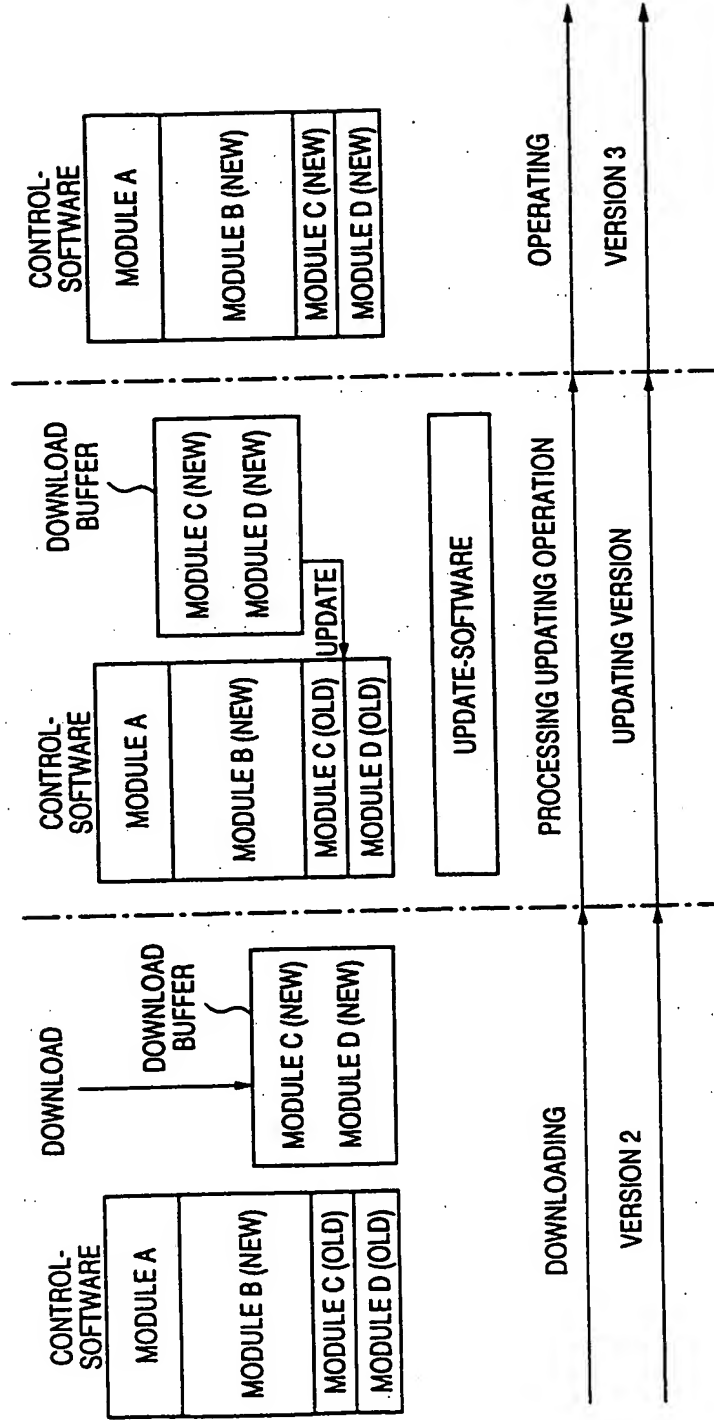 CONTROL-
SOFTWARE
MODULE A
MODULE B (NEW)
MODULE C (OLD)
MODULE D (OLD)
DOWNLOAD
DOWNLOAD
BUFFER
MODULE C (NEW)
MODULE D (NEW)
DOWNLOADING
VERSION 2
CONTROL-
SOFTWARE
MODULE A
MODULE B (NEW)
MODULE C (OLD)
MODULE D (OLD)
DOWNLOAD
BUFFER
MODULE C (NEW)
MODULE D (NEW)
UPDATE
UPDATE-SOFTWARE
PROCESSING UPDATING OPERATION
UPDATING VERSION
CONTROL-
SOFTWARE
MODULE A
MODULE B (NEW)
MODULE C (NEW)
MODULE D (NEW)
OPERATING
VERSION 3